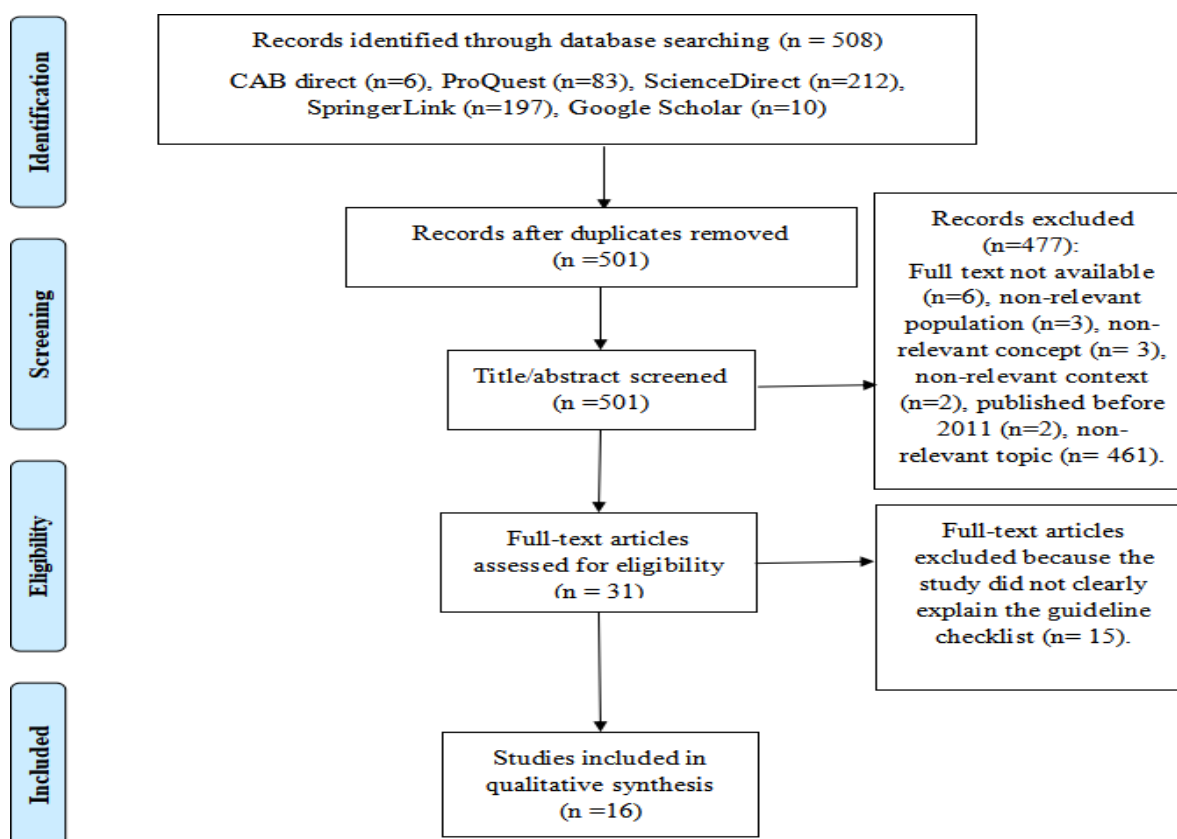 Identification
Records identified through database searching (n = 508)
CAB direct (n=6), ProQuest (n=83), ScienceDirect (n=212),
SpringerLink (n=197), Google Scholar (n=10)
Screening
Records after duplicates removed
(n =501)
Records excluded
(n=477):
Full text not available
(n=6), non-relevant
population (n=3), non-
relevant concept (n= 3),
non-relevant context
(n=2), published before
2011 (n=2), non-
relevant topic (n= 461).
Title/abstract screened
(n =501)
Eligibility
Full-text articles
assessed for eligibility
(n = 31)
Full-text articles
excluded because the
study did not clearly
explain the guideline
checklist (n= 15).
Included
Studies included in
qualitative synthesis
(n =16)